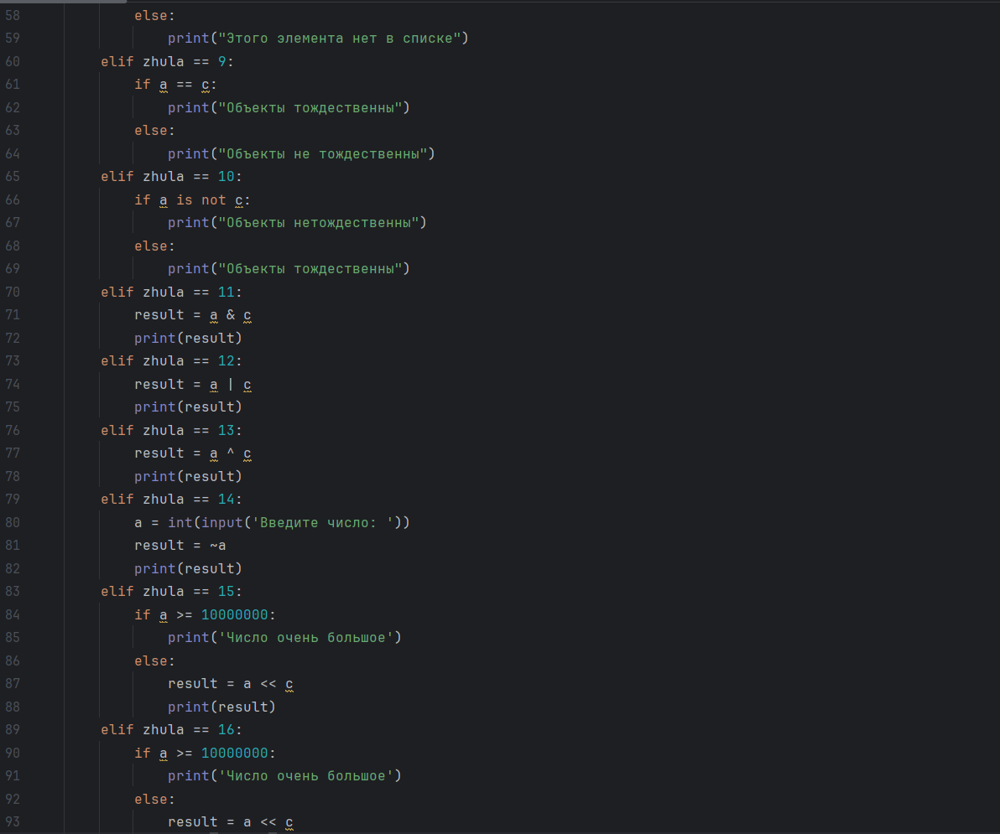 58 else:
59 print("Этого элемента нет в списке")
60 elif zhula == 9:
61 if a == c:
62 print("Объекты тождественны")
63 else:
64 print("Объекты не тождественны")
65 elif zhula == 10:
66 if a is not c:
67 print("Объекты нетождественны")
68 else:
69 print("Объекты тождественны")
70 elif zhula == 11:
71 result = a & c
72 print(result)
73 elif zhula == 12:
74 result = a | c
75 print(result)
76 elif zhula == 13:
77 result = a ^ c
78 print(result)
79 elif zhula == 14:
80 a = int(input('Введите число: '))
81 result = ~a
82 print(result)
83 elif zhula == 15:
84 if a >= 10000000:
85 print('Число очень большое')
86 else:
87 result = a << c
88 print(result)
89 elif zhula == 16:
90 if a >= 10000000:
91 print('Число очень большое')
92 else:
93 result = a << c